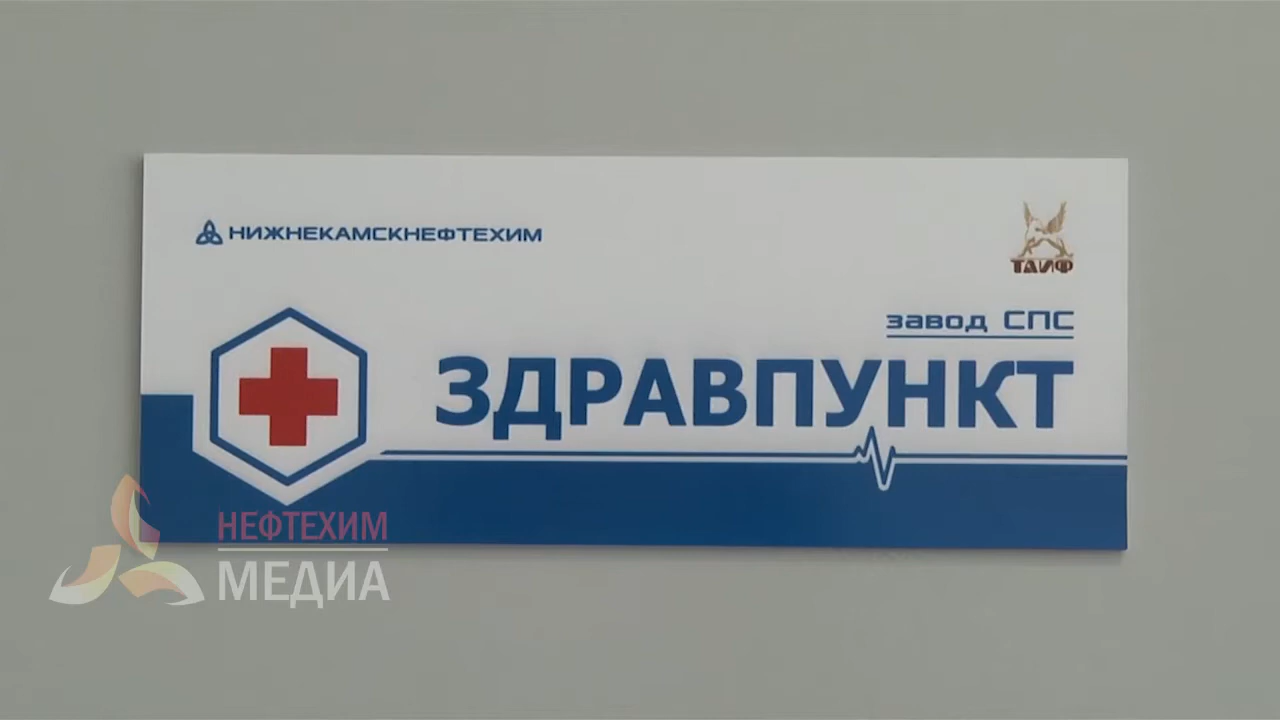 НИЖНЕКАМСКНЕФТЕХИМ
ТАИФ
завод СПС
ЗДРАВПУНКТ
НЕФТЕХИМ
МЕДИА